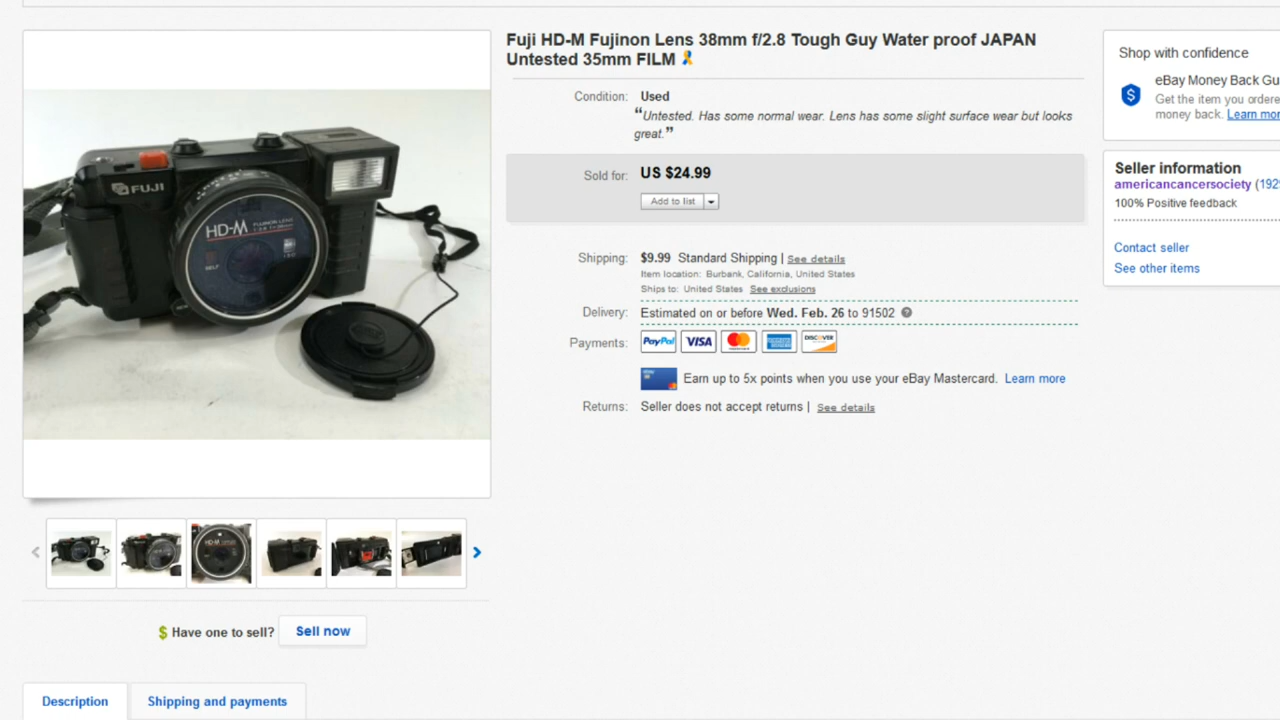 Fuji HD-M Fujinon Lens 38mm f/2.8 Tough Guy Water proof JAPAN
Untested 35mm FILM
Condition: Used
“Untested. Has some normal wear. Lens has some slight surface wear but looks
great.”
Sold for: US $24.99
Add to list
Shipping: $9.99 Standard Shipping | See details
Item location: Burbank, California, United States
Ships to: United States See exclusions
Delivery: Estimated on or before Wed. Feb. 26 to 91502
Payments: PayPal VISA DISCOVER
Earn up to 5x points when you use your eBay Mastercard. Learn more
Returns: Seller does not accept returns | See details
Shop with confidence
eBay Money Back Gu
Get the item you ordere
money back. Learn mor
Seller information
americancancersociety (192
100% Positive feedback
Contact seller
See other items
FUJI
HD-M FUJINON LENS
SELF
$ Have one to sell? Sell now
Description
Shipping and payments